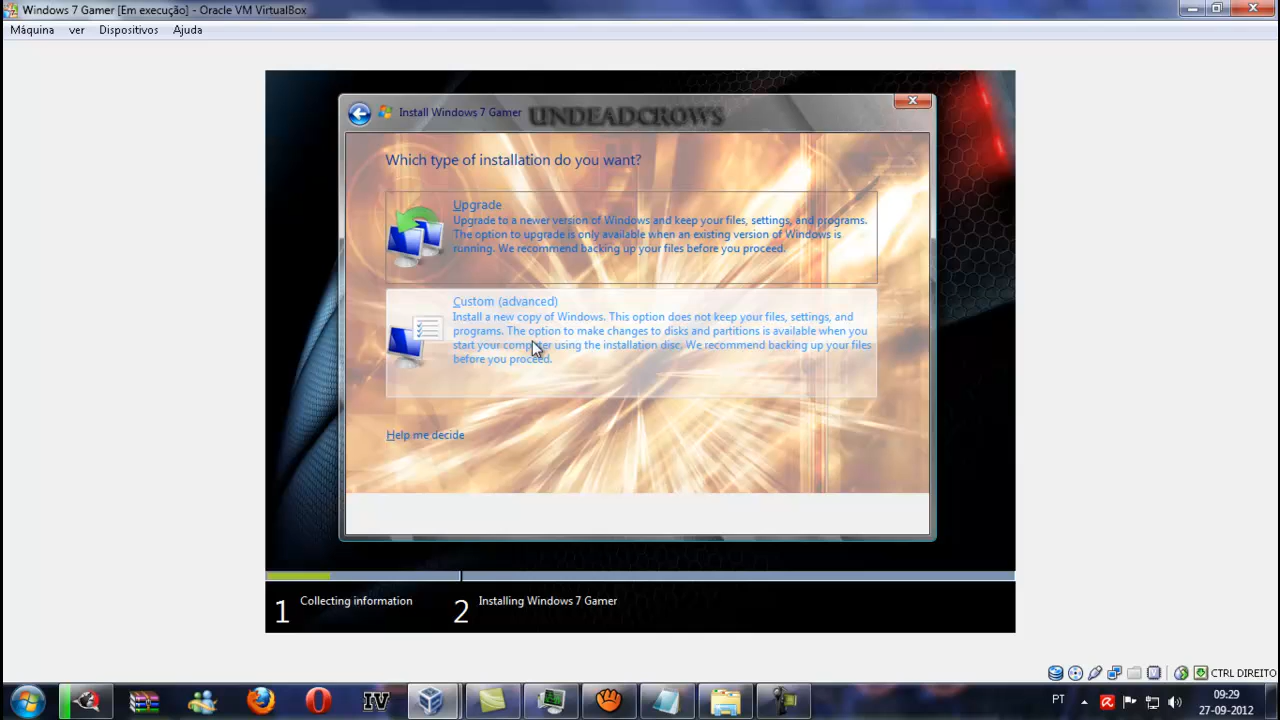 Windows 7 Gamer [Em execução] - Oracle VM VirtualBox
Máquina ver Dispositivos Ajuda
Install Windows 7 Gamer UNDEADCROWS
Which type of installation do you want?
Upgrade
Upgrade to a newer version of Windows and keep your files, settings, and programs.
The option to upgrade is only available when an existing version of Windows is
running. We recommend backing up your files before you proceed.
Custom (advanced)
Install a new copy of Windows. This option does not keep your files, settings, and
programs. The option to make changes to disks and partitions is available when you
start your computer using the installation disc. We recommend backing up your files
before you proceed.
Help me decide
1 Collecting information 2 Installing Windows 7 Gamer
CTRL DIREITO
IV PT 09:29
27-09-2012